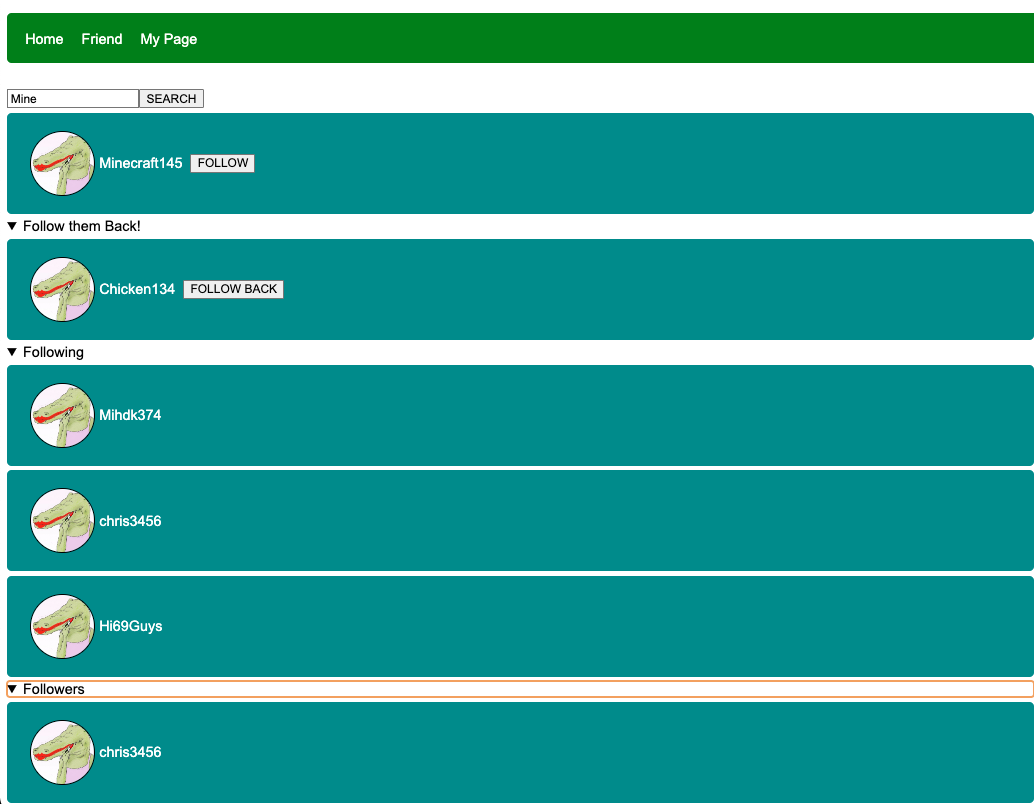 Home Friend My Page
Mine SEARCH
Minecraft145 FOLLOW
Follow them Back!
Chicken134 FOLLOW BACK
Following
Mihdk374
chris3456
Hi69Guys
Followers
chris3456